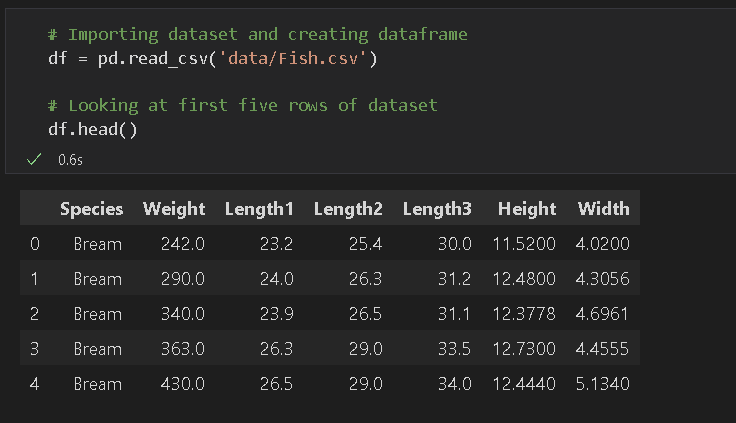 # Importing dataset and creating dataframe
df = pd.read_csv('data/Fish.csv')
# Looking at first five rows of dataset
df.head()
0.6s
Species Weight Length1 Length2 Length3 Height Width
0 Bream 242.0 23.2 25.4 30.0 11.5200 4.0200
1 Bream 290.0 24.0 26.3 31.2 12.4800 4.3056
2 Bream 340.0 23.9 26.5 31.1 12.3778 4.6961
3 Bream 363.0 26.3 29.0 33.5 12.7300 4.4555
4 Bream 430.0 26.5 29.0 34.0 12.4440 5.1340